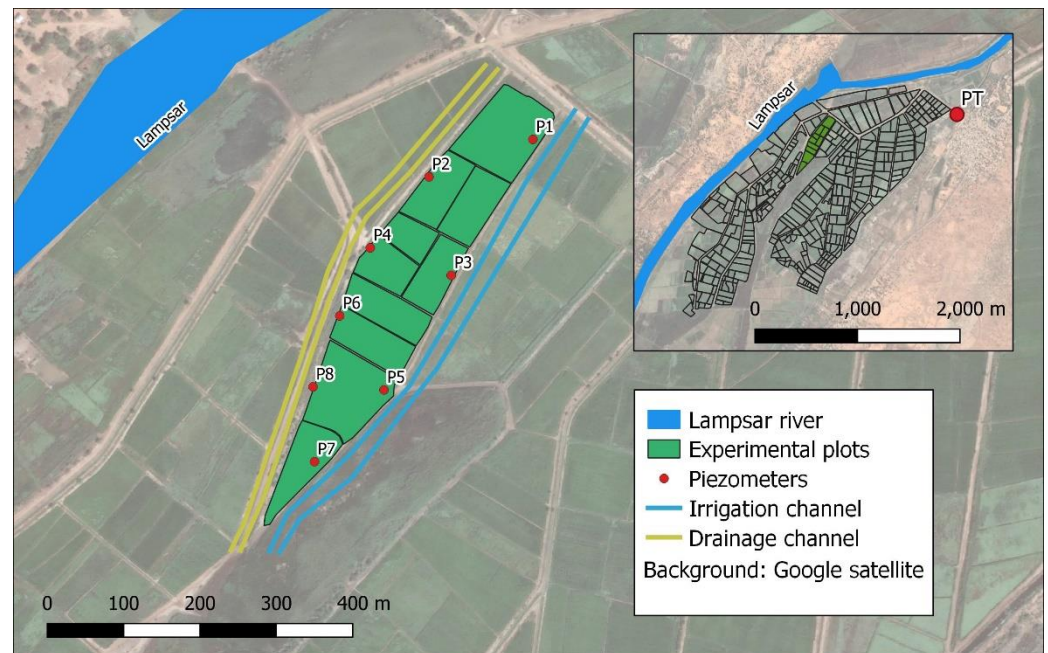 Lampsar
P1
P2
P4
P3
P6
P8
P5
P7
0 100 200 300 400 m
Lampsar
PT
0 1,000 2,000 m
Lampsar river
Experimental plots
Piezometers
Irrigation channel
Drainage channel
Background: Google satellite